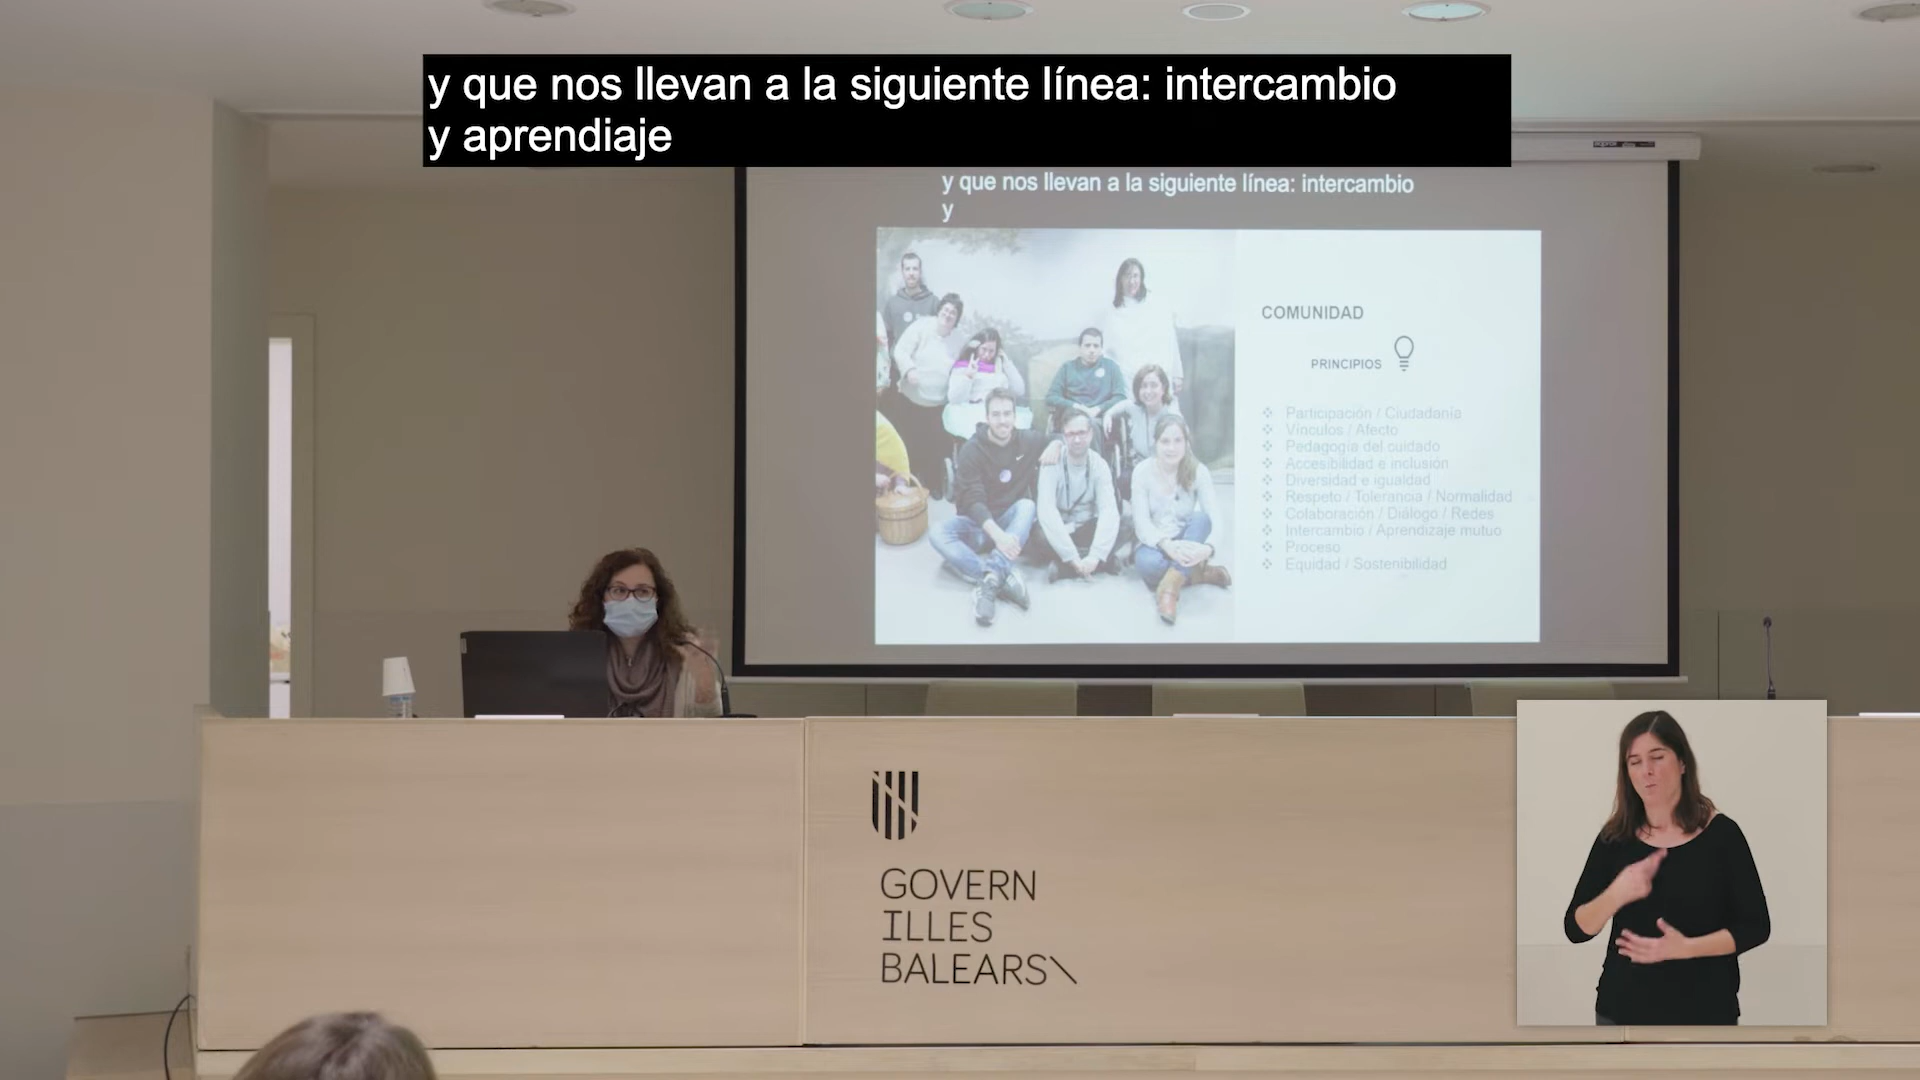 y que nos llevan a la siguiente línea: intercambio
y aprendiaje
y que nos llevan a la siguiente línea: intercambio
y
COMUNIDAD
PRINCIPIOS
Participación / Ciudadanía
Vínculos / Afecto
Pedagogía del cuidado
Accesibilidad e inclusión
Diversidad e igualdad
Respeto / Tolerancia / Normalidad
Colaboración / Diálogo / Redes
Intercambio / Aprendizaje mutuo
Proceso
Equidad / Sostenibilidad
GOVERN
ILLES
BALEARS